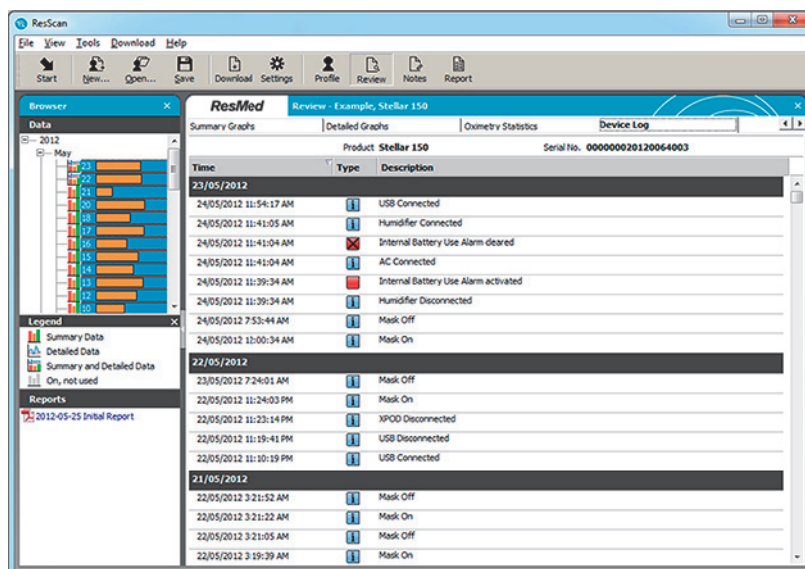 ResScan
File View Tools Download Help
Start New... Open... Save Download Settings Profile Review Notes Report
Browser
ResMed Review - Example, Stellar 150
Data
Summary Graphs Detailed Graphs Oximetry Statistics Device Log
2012
Product Stellar 150 Serial No. 000000020120064003
May
23
22
21
20
18
17
16
15
14
13
12
10
Legend
Summary Data
Detailed Data
Summary and Detailed Data
On, not used
Reports
2012-05-25 Initial Report
Time Type Description
23/05/2012
24/05/2012 11:54:17 AM USB Connected
24/05/2012 11:41:05 AM Humidifier Connected
24/05/2012 11:41:04 AM Internal Battery Use Alarm cleared
24/05/2012 11:41:04 AM AC Connected
24/05/2012 11:39:34 AM Internal Battery Use Alarm activated
24/05/2012 11:39:34 AM Humidifier Disconnected
24/05/2012 7:53:44 AM Mask Off
24/05/2012 12:00:34 AM Mask On
22/05/2012
23/05/2012 7:24:01 AM Mask Off
22/05/2012 11:24:03 PM Mask On
22/05/2012 11:23:14 PM XPOD Disconnected
22/05/2012 11:19:41 PM USB Disconnected
22/05/2012 11:10:19 PM USB Connected
21/05/2012
22/05/2012 3:21:52 AM Mask Off
22/05/2012 3:21:22 AM Mask On
22/05/2012 3:21:05 AM Mask Off
22/05/2012 3:19:39 AM Mask On